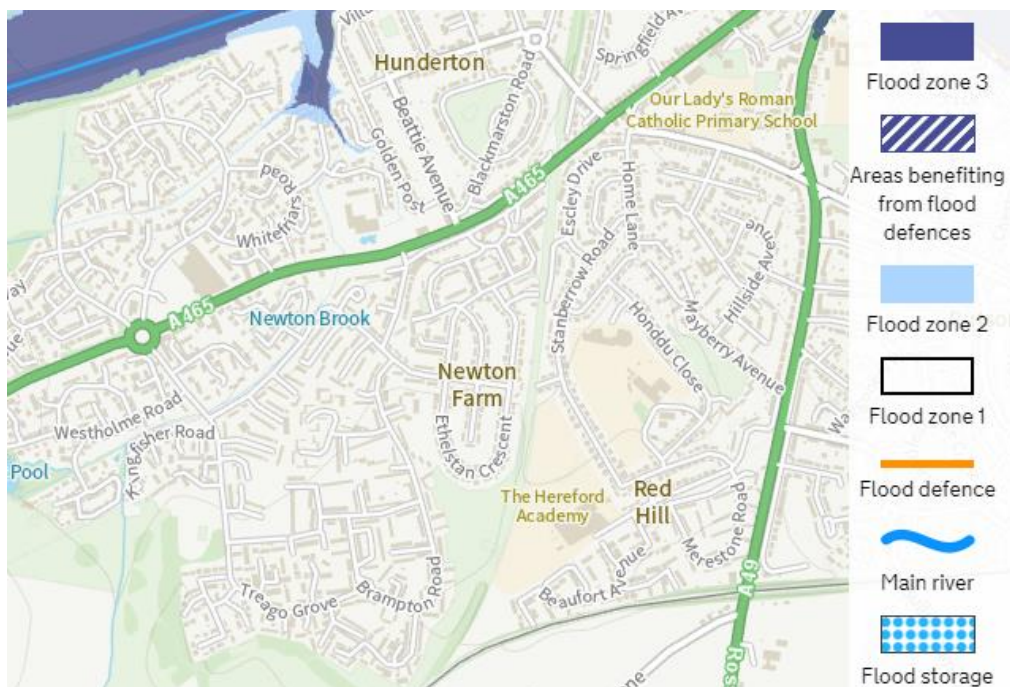 Hunderton
Springfield
Our Lady's Roman
Catholic Primary School
Beattie Avenue
Blackmarston Road
Golden Post
A465
Escley Drive
Home Lane
Whitefriars
Road
Stanberrow Road
Hillside Avenue
A465
Newton Brook
Honddu Close
Mayberry Avenue
Newton
Farm
Westholme Road
Kingfisher Road
Ethelstan Crescent
Pool
The Hereford
Academy
Red
Hill
Merestone Road
A49
Beaufort Avenue
Treago Grove
Brampton Road
Flood zone 3
Areas benefiting
from flood
defences
Flood zone 2
Flood zone 1
Flood defence
Main river
Flood storage